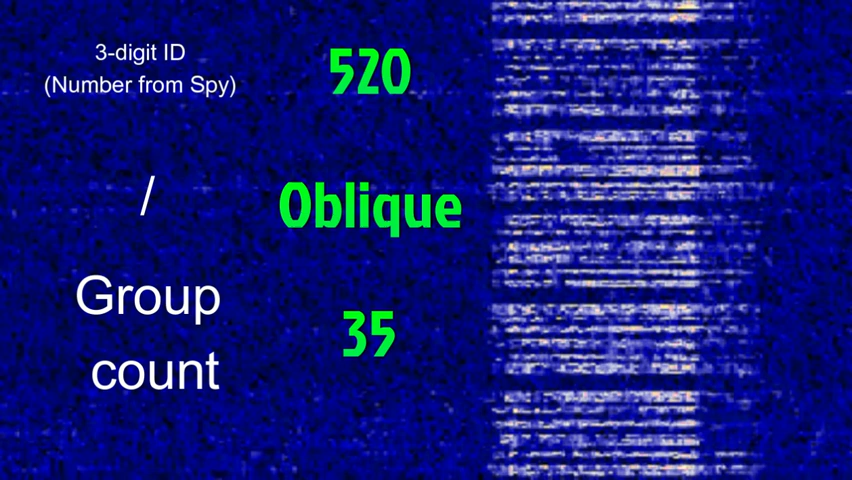 3-digit ID
(Number from Spy)
520
/
Oblique
Group
count
35